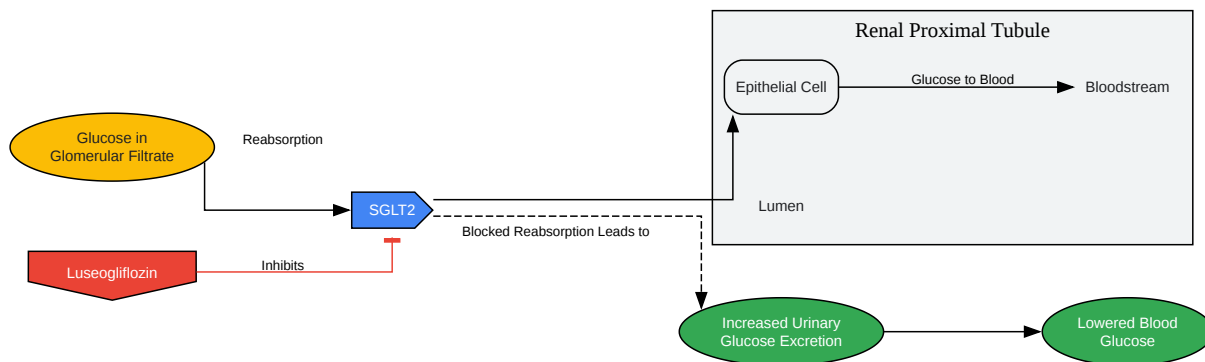 Renal Proximal Tubule
Epithelial Cell
Glucose to Blood
Bloodstream
Glucose in
Glomerular Filtrate
Reabsorption
SGLT2
Lumen
Blocked Reabsorption Leads to
Luseogliflozin
Inhibits
Increased Urinary
Glucose Excretion
Lowered Blood
Glucose